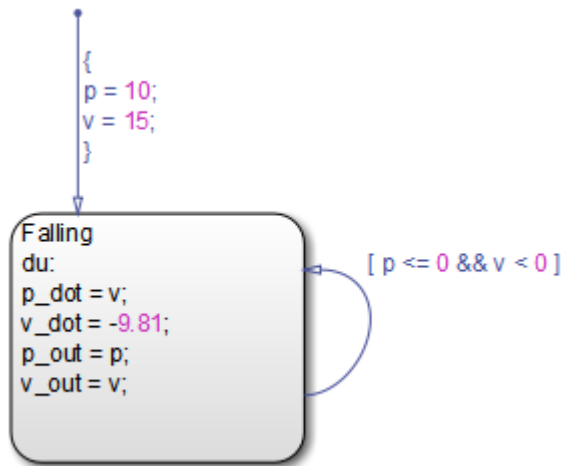 {
p = 10;
v = 15;
}
Falling
du:
p_dot = v;
v_dot = -9.81;
p_out = p;
v_out = v;
[ p <= 0 && v < 0 ]